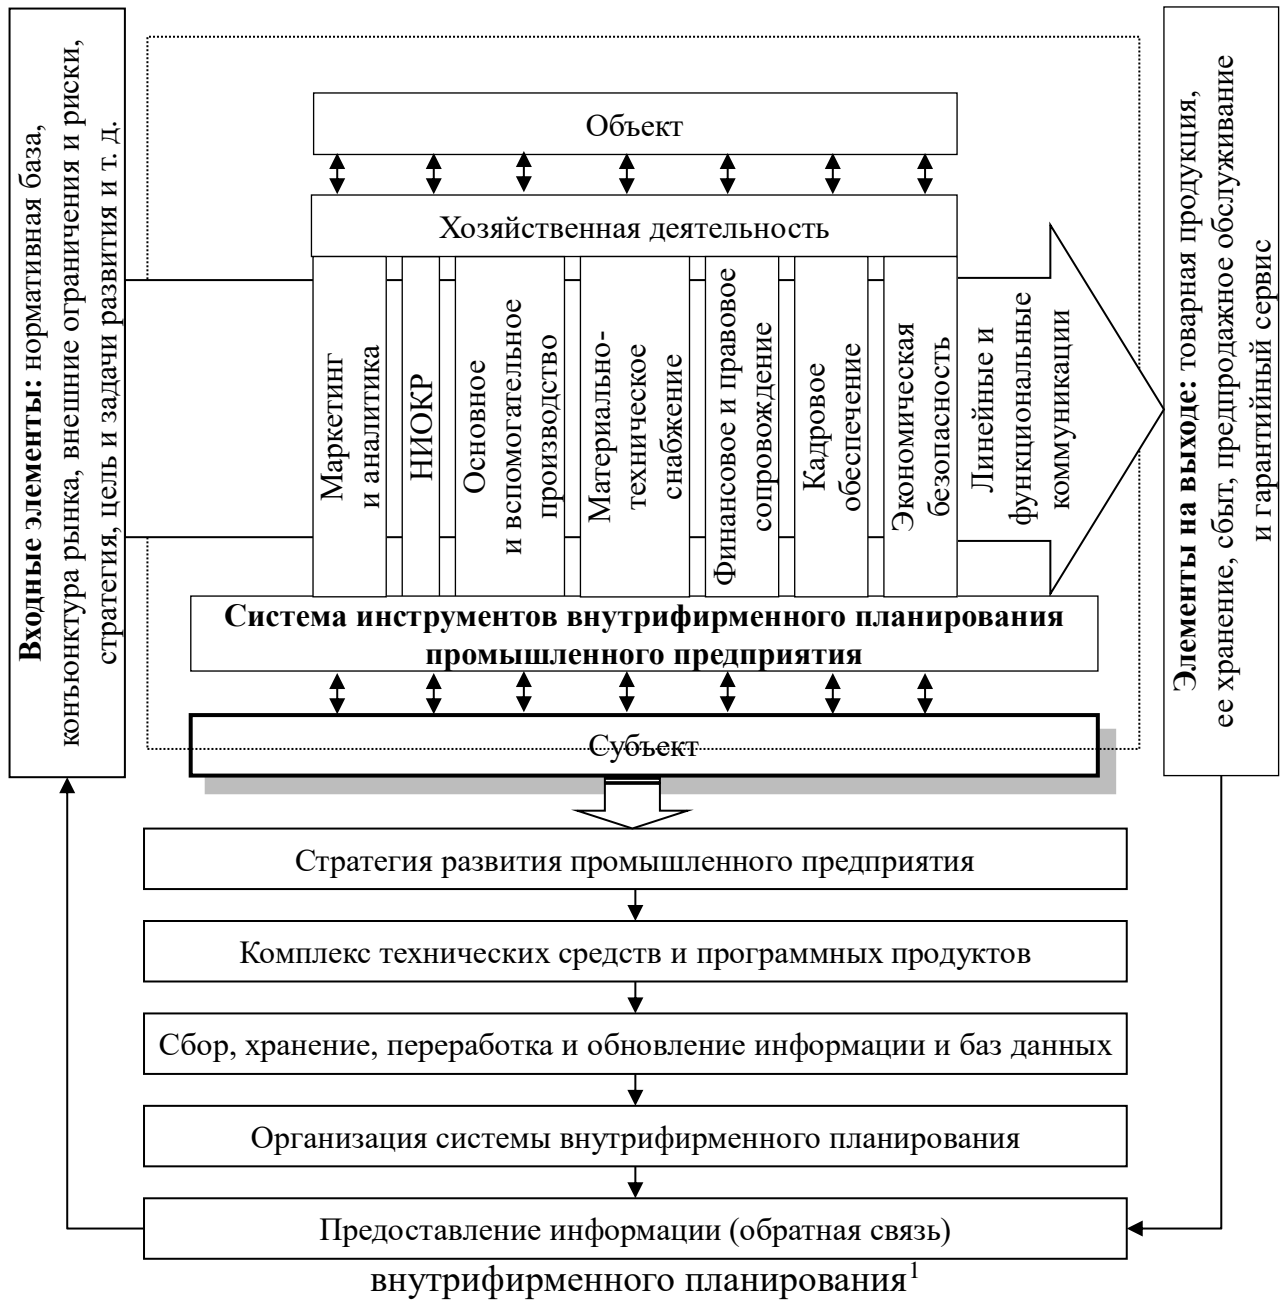 Входные элементы: нормативная база,
конъюнктура рынка, внешние ограничения и риски,
стратегия, цель и задачи развития и т. д.
Объект
Хозяйственная деятельность
Маркетинг
и аналитика
НИОКР
Основное
и вспомогательное
производство
Материально-
техническое
снабжение
Финансовое и правовое
сопровождение
Кадровое
обеспечение
Экономическая
безопасность
Линейные и
функциональные
коммуникации
Элементы на выходе: товарная продукция,
ее хранение, сбыт, предпродажное обслуживание
и гарантийный сервис
Система инструментов внутрифирменного планирования
промышленного предприятия
Субъект
Стратегия развития промышленного предприятия
Комплекс технических средств и программных продуктов
Сбор, хранение, переработка и обновление информации и баз данных
Организация системы внутрифирменного планирования
Предоставление информации (обратная связь)
внутрифирменного планирования¹